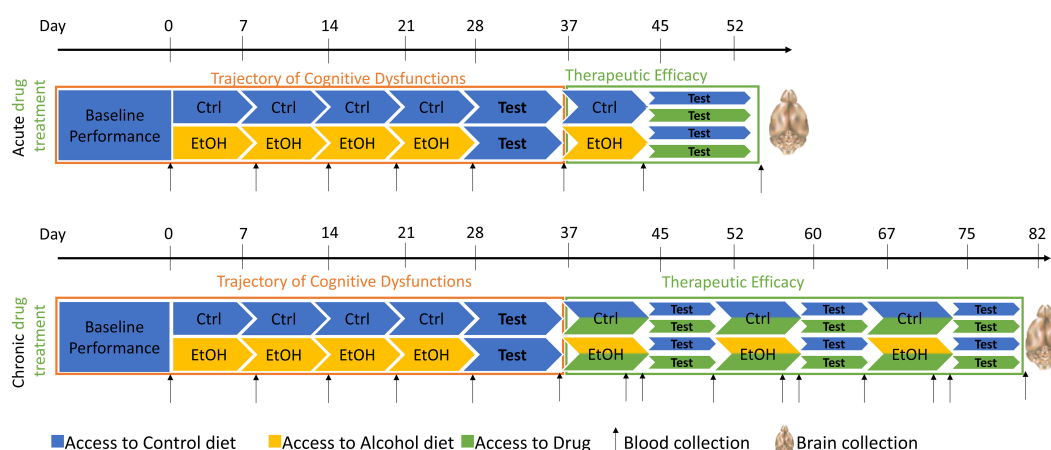 Day 0 7 14 21 28 37 45 52
Trajectory of Cognitive Dysfunctions
Therapeutic Efficacy
Acute drug
treatment
Baseline
Performance
Ctrl Ctrl Ctrl Ctrl Test Ctrl
EtOH EtOH EtOH EtOH Test EtOH
Test
Test
Test
Test
Day 0 7 14 21 28 37 45 52 60 67 75 82
Trajectory of Cognitive Dysfunctions
Therapeutic Efficacy
Chronic drug
treatment
Baseline
Performance
Ctrl Ctrl Ctrl Ctrl Test Ctrl Ctrl Ctrl
EtOH EtOH EtOH EtOH Test EtOH EtOH EtOH
Test Test Test
Test Test Test
Test Test Test
Test Test Test
Access to Control diet Access to Alcohol diet Access to Drug Blood collection Brain collection